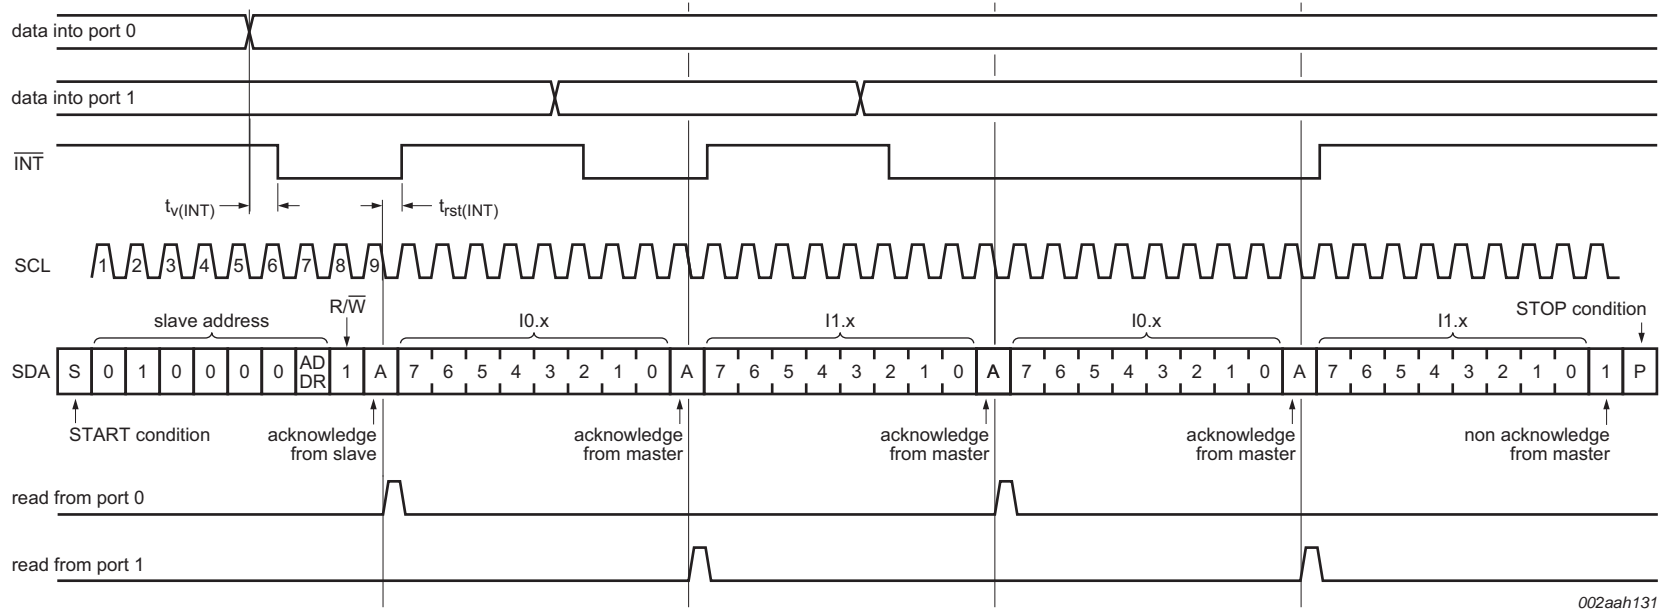 data into port 0
data into port 1
INT
tv(INT) trst(INT)
SCL 1 2 3 4 5 6 7 8 9
R/W STOP condition
slave address I0.x I1.x I0.x I1.x
SDA S 0 1 0 0 0 0 AD DR 1 A 7 6 5 4 3 2 1 0 A 7 6 5 4 3 2 1 0 A 7 6 5 4 3 2 1 0 A 7 6 5 4 3 2 1 0 1 P
START condition
acknowledge
from slave
acknowledge
from master
acknowledge
from master
acknowledge
from master
non acknowledge
from master
read from port 0
read from port 1
002aah131